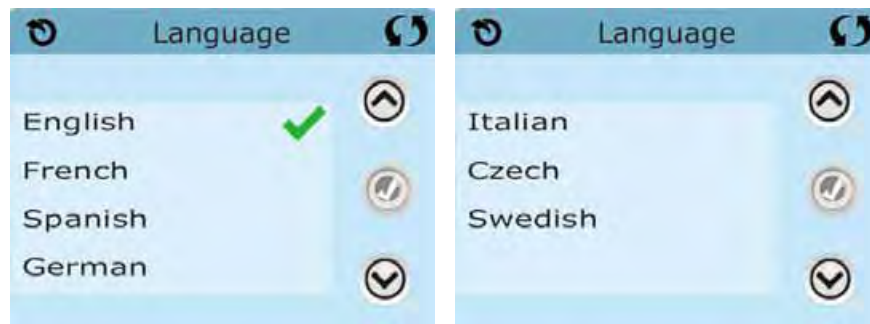 Language
English
French
Spanish
German
Language
Italian
Czech
Swedish